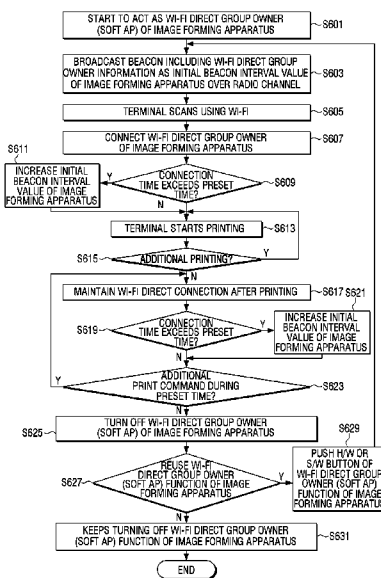 START TO ACT AS WI-FI DIRECT GROUP OWNER
(SOFT AP) OF IMAGE FORMING APPARATUS
S601
BROADCAST BEACON INCLUDING WI-FI DIRECT GROUP
OWNER INFORMATION AS INITIAL BEACON INTERVAL VALUE
OF IMAGE FORMING APPARATUS OVER RADIO CHANNEL
S603
TERMINAL SCANS USING WI-FI
S605
CONNECT WI-FI DIRECT GROUP OWNER
OF IMAGE FORMING APPARATUS
S607
S611
INCREASE INITIAL
BEACON INTERVAL
VALUE OF IMAGE
FORMING APPARATUS
Y
CONNECTION
TIME EXCEEDS PRESET
TIME?
S609
N
TERMINAL STARTS PRINTING
S613
S615
ADDITIONAL PRINTING?
Y
N
MAINTAIN WI-FI DIRECT CONNECTION AFTER PRINTING
S617
S621
S619
CONNECTION
TIME EXCEEDS PRESET
TIME?
Y
INCREASE INITIAL
BEACON INTERVAL
VALUE OF IMAGE
FORMING APPARATUS
N
Y
ADDITIONAL
PRINT COMMAND DURING
PRESET TIME?
S623
N
S625
TURN OFF WI-FI DIRECT GROUP OWNER
(SOFT AP) OF IMAGE FORMING APPARATUS
S629
S627
REUSE WI-FI
DIRECT GROUP OWNER
(SOFT AP) FUNCTION OF IMAGE
FORMING APPARATUS
Y
PUSH H/W OR
S/W BUTTON OF
WI-FI DIRECT GROUP
OWNER (SOFT AP)
FUNCTION OF IMAGE
FORMING APPARATUS
N
KEEPS TURNING OFF WI-FI DIRECT GROUP OWNER
(SOFT AP) FUNCTION OF IMAGE FORMING APPARATUS
S631
END